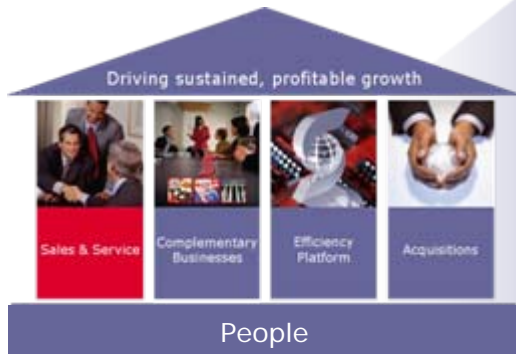 Driving sustained, profitable growth
Sales & Service
Complementary
Businesses
Efficiency
Platform
Acquisitions
People